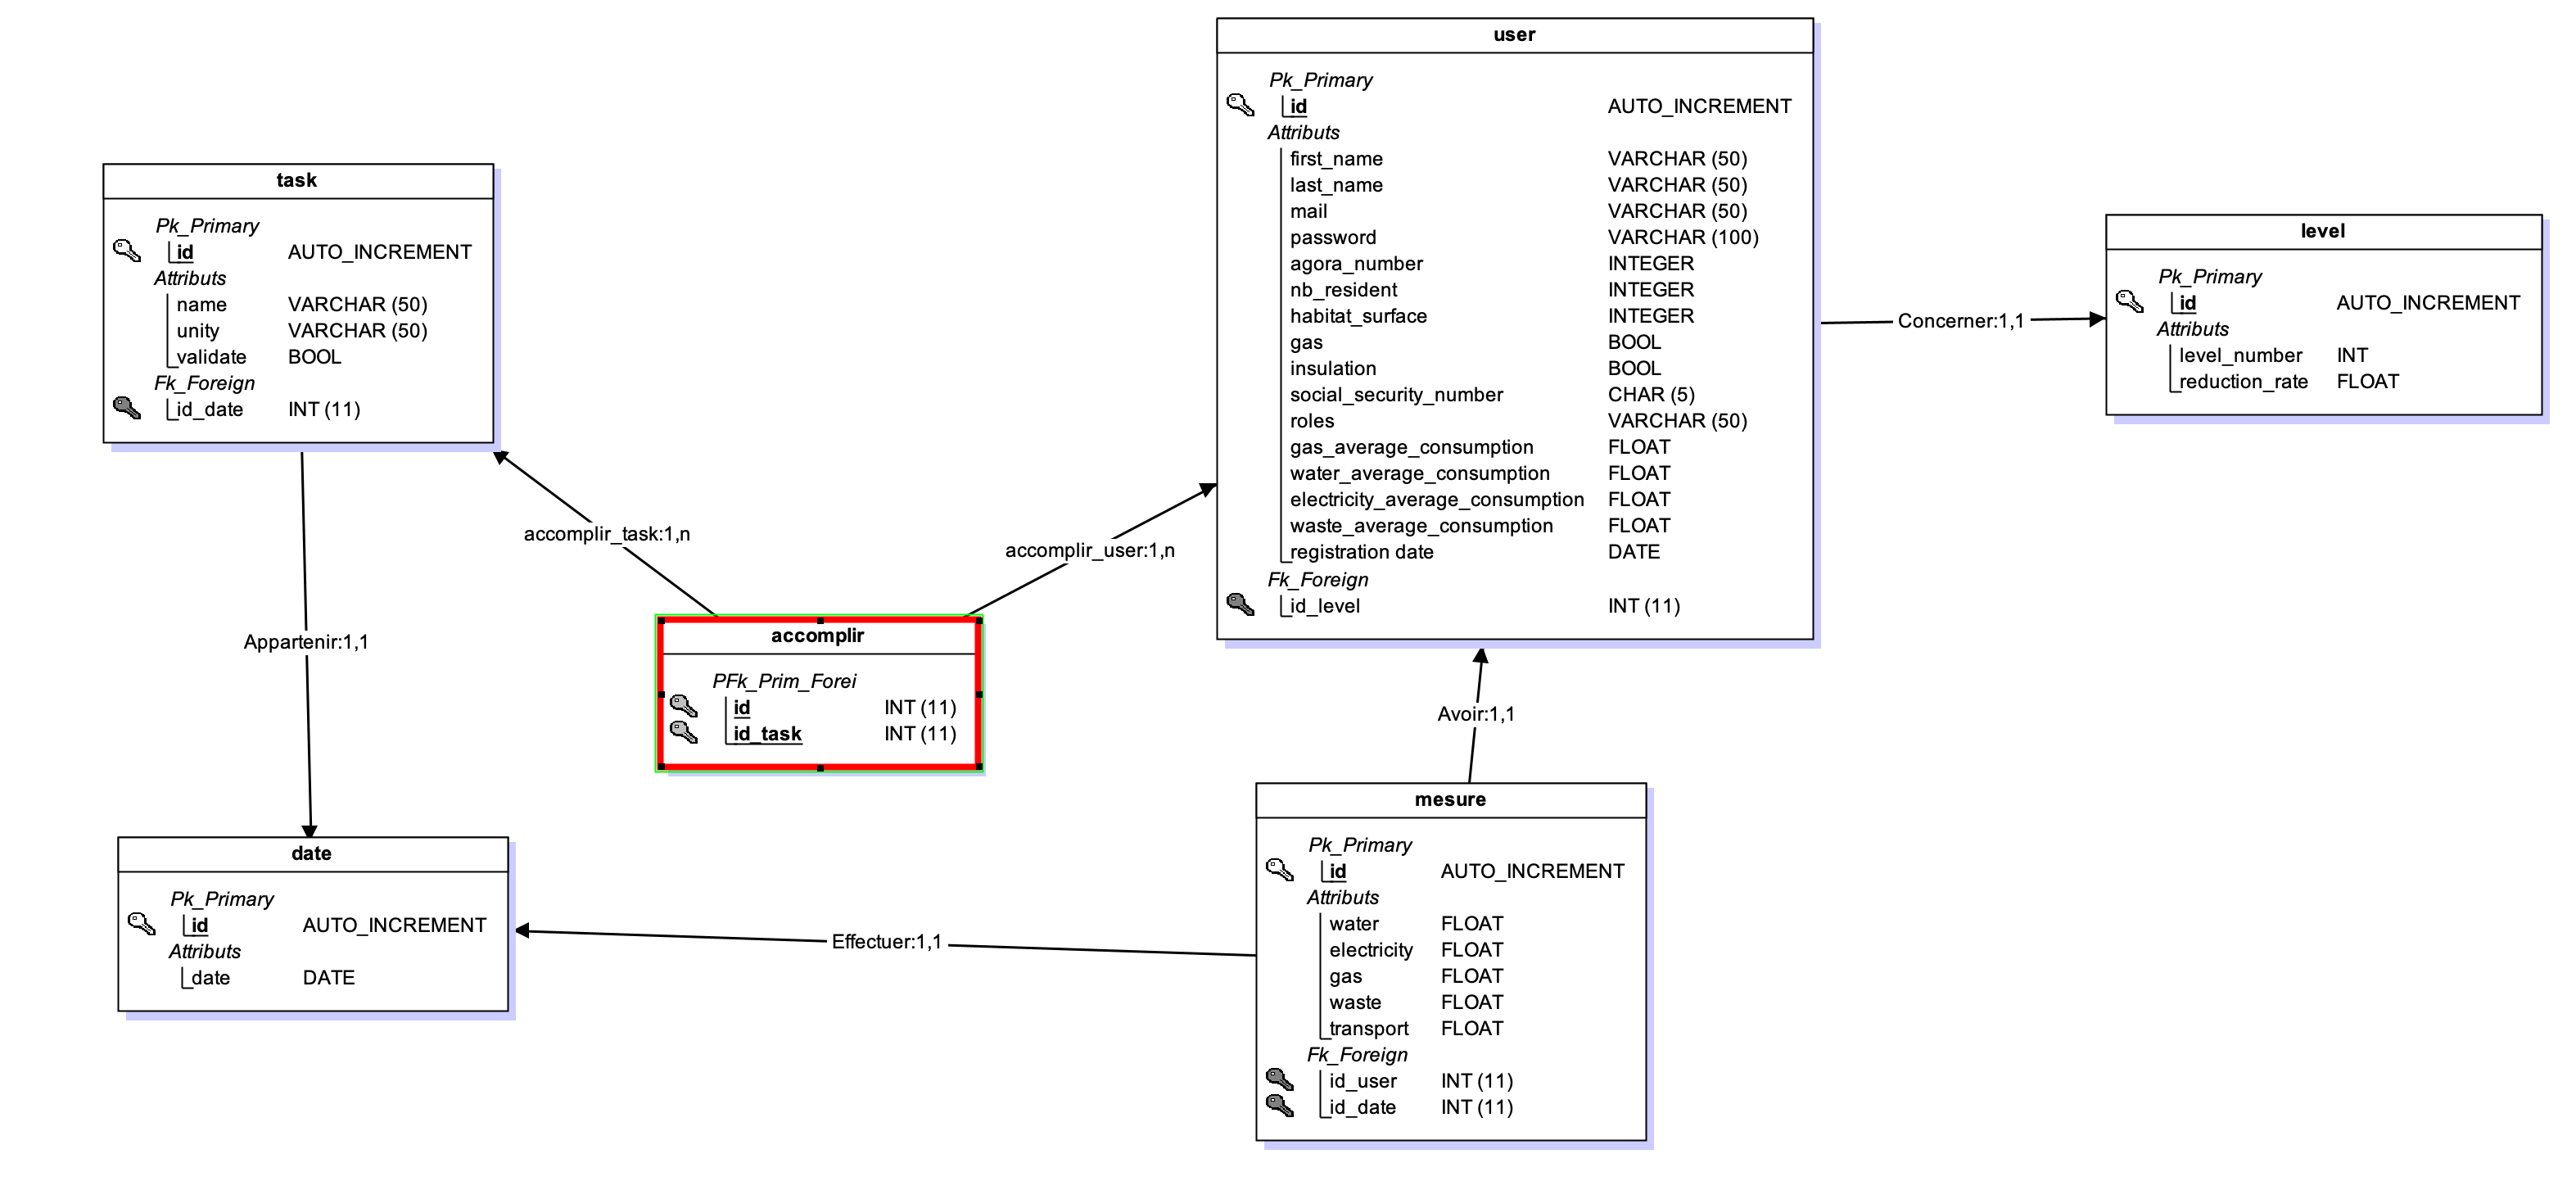 user
Pk_Primary
id AUTO_INCREMENT
Attributs
first_name VARCHAR (50)
last_name VARCHAR (50)
mail VARCHAR (50)
password VARCHAR (100)
agora_number INTEGER
nb_resident INTEGER
habitat_surface INTEGER
gas BOOL
insulation BOOL
social_security_number CHAR (5)
roles VARCHAR (50)
gas_average_consumption FLOAT
water_average_consumption FLOAT
electricity_average_consumption FLOAT
waste_average_consumption FLOAT
registration date DATE
Fk_Foreign
id_level INT (11)
task
Pk_Primary
id AUTO_INCREMENT
Attributs
name VARCHAR (50)
unity VARCHAR (50)
validate BOOL
Fk_Foreign
id_date INT (11)
level
Pk_Primary
id AUTO_INCREMENT
Attributs
level_number INT
reduction_rate FLOAT
Concerner:1,1
accomplir_task:1,n
accomplir_user:1,n
Appartenir:1,1
accomplir
PFk_Prim_Forei
id INT (11)
id_task INT (11)
Avoir:1,1
date
Pk_Primary
id AUTO_INCREMENT
Attributs
date DATE
Effectuer:1,1
mesure
Pk_Primary
id AUTO_INCREMENT
Attributs
water FLOAT
electricity FLOAT
gas FLOAT
waste FLOAT
transport FLOAT
Fk_Foreign
id_user INT (11)
id_date INT (11)